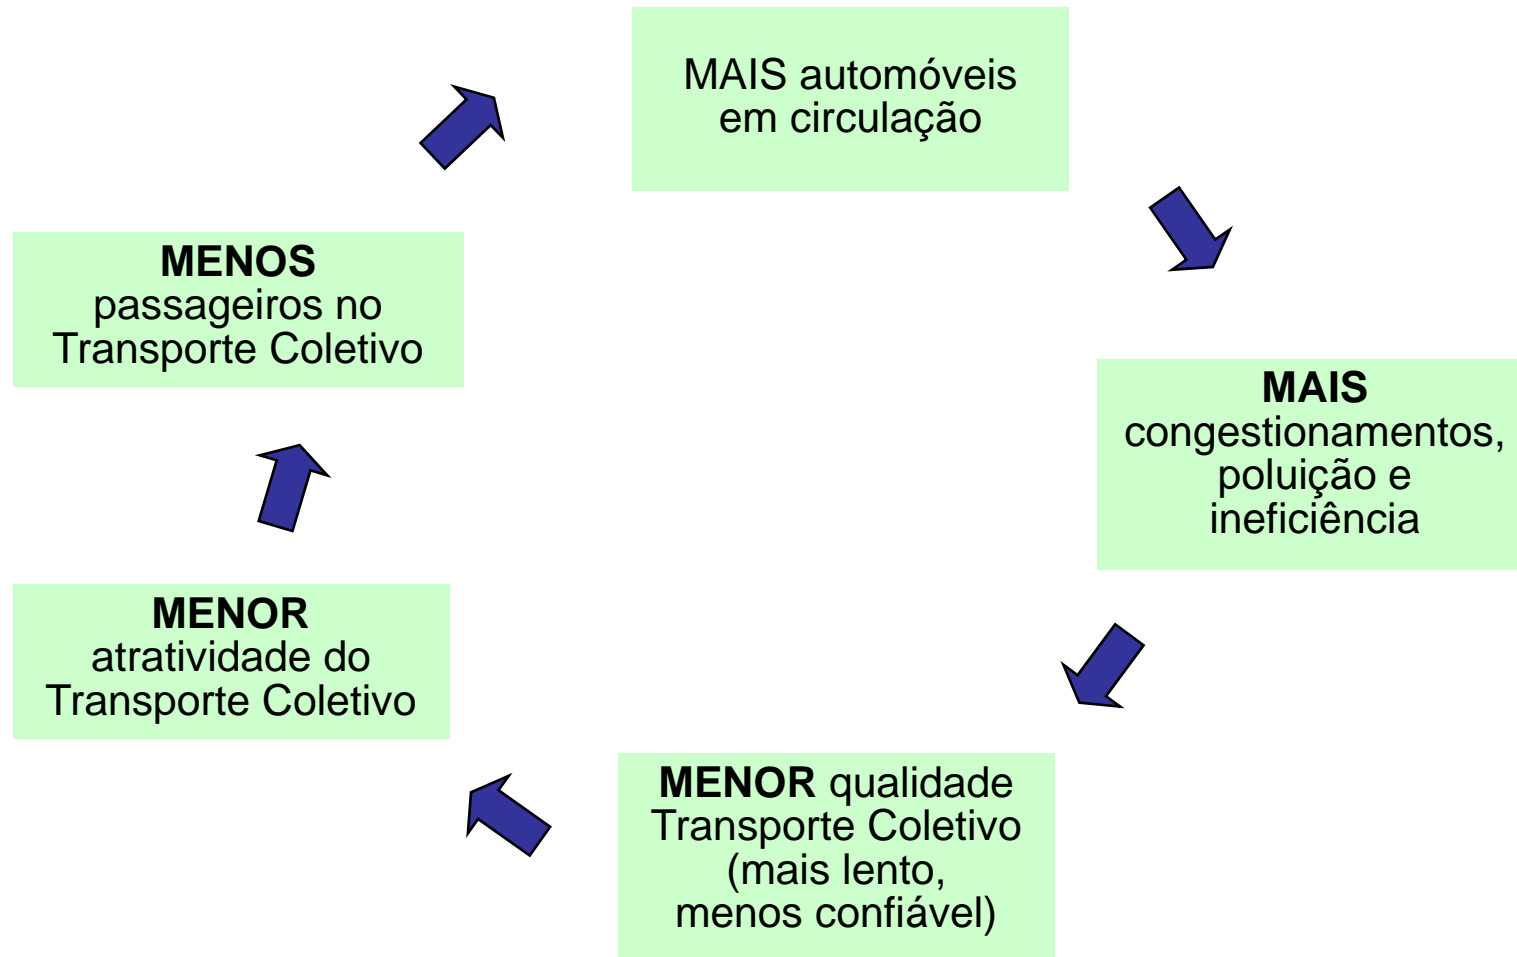 MAIS automóveis
em circulação
MAIS
congestionamentos,
poluição e
ineficiência
MENOR qualidade
Transporte Coletivo
(mais lento,
menos confiável)
MENOR
atratividade do
Transporte Coletivo
MENOS
passageiros no
Transporte Coletivo